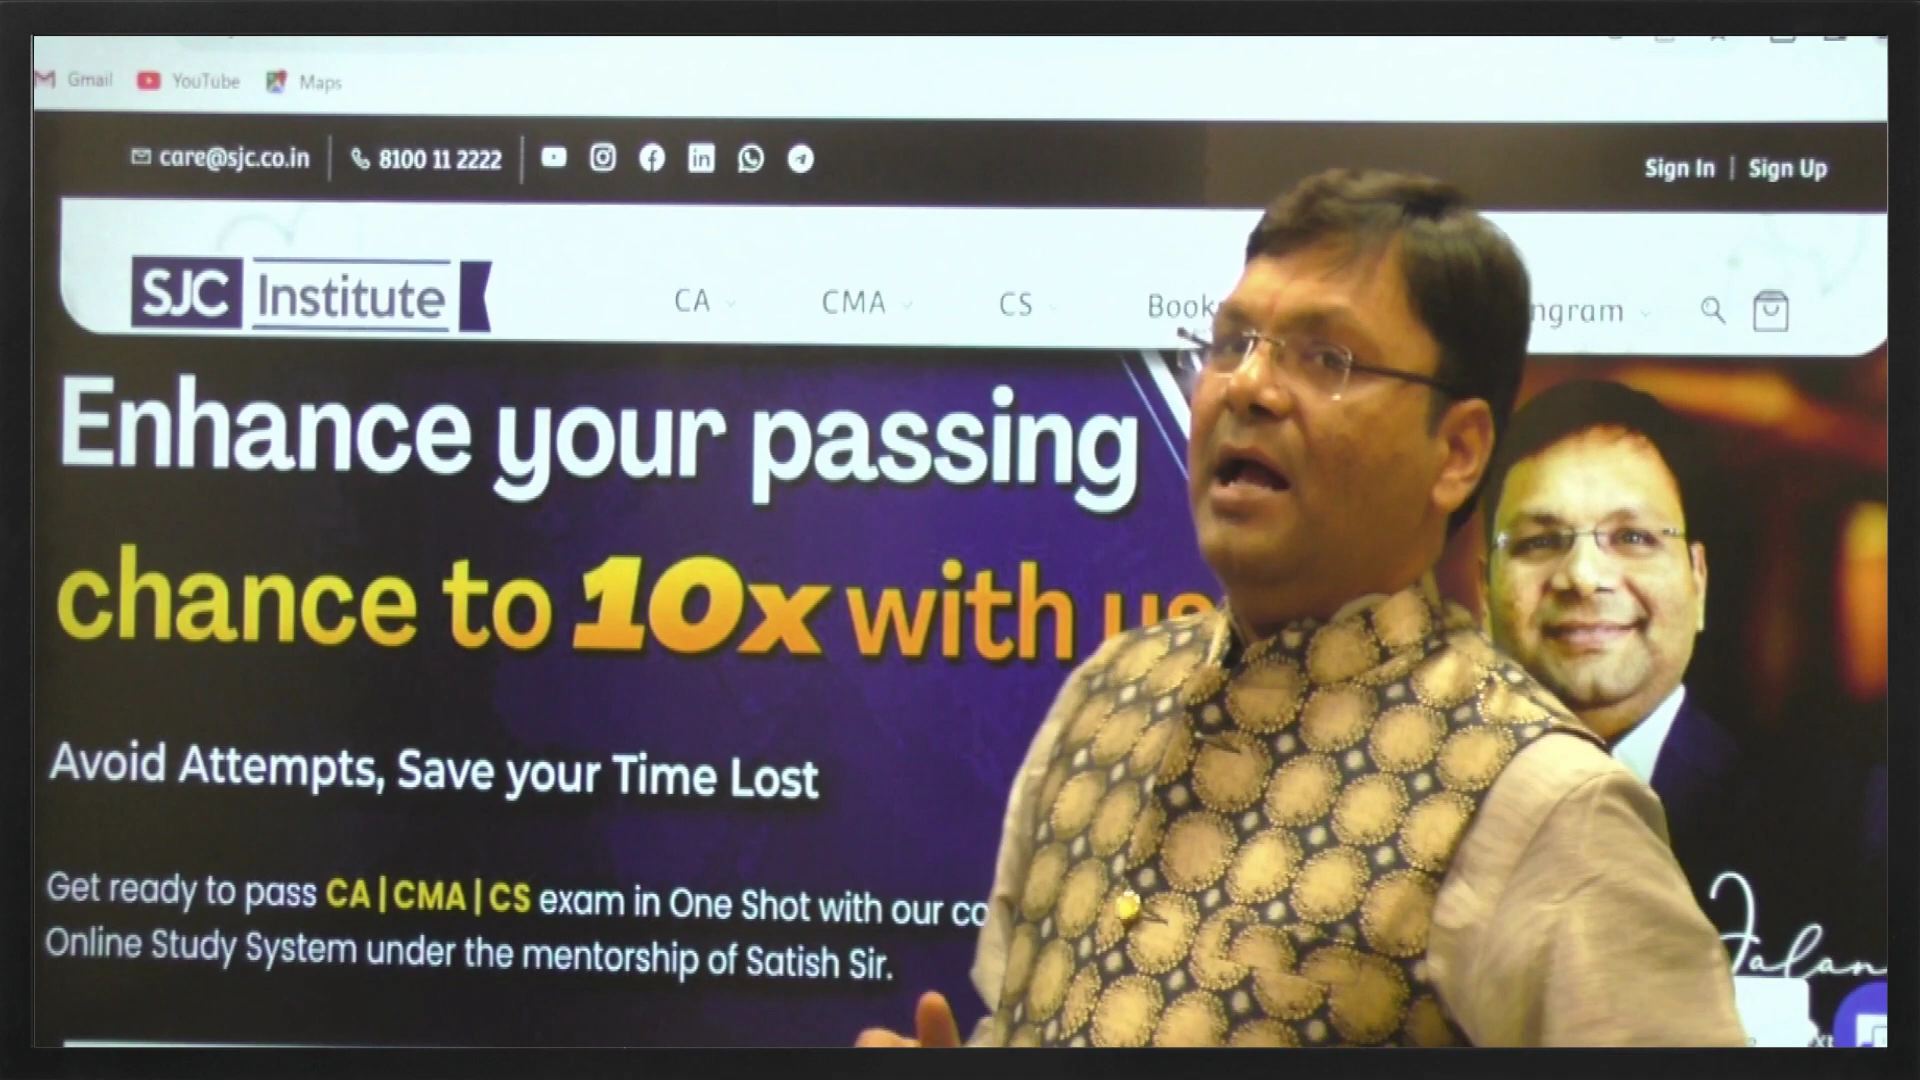 Gmail YouTube Maps
care@sjc.co.in 8100 11 2222 Sign In | Sign Up
SJC Institute CA CMA CS
Enhance your passing
chance to 10x with us
Avoid Attempts, Save your Time Lost
Get ready to pass CA | CMA | CS exam in One Shot with our
Online Study System under the mentorship of Satish Sir.